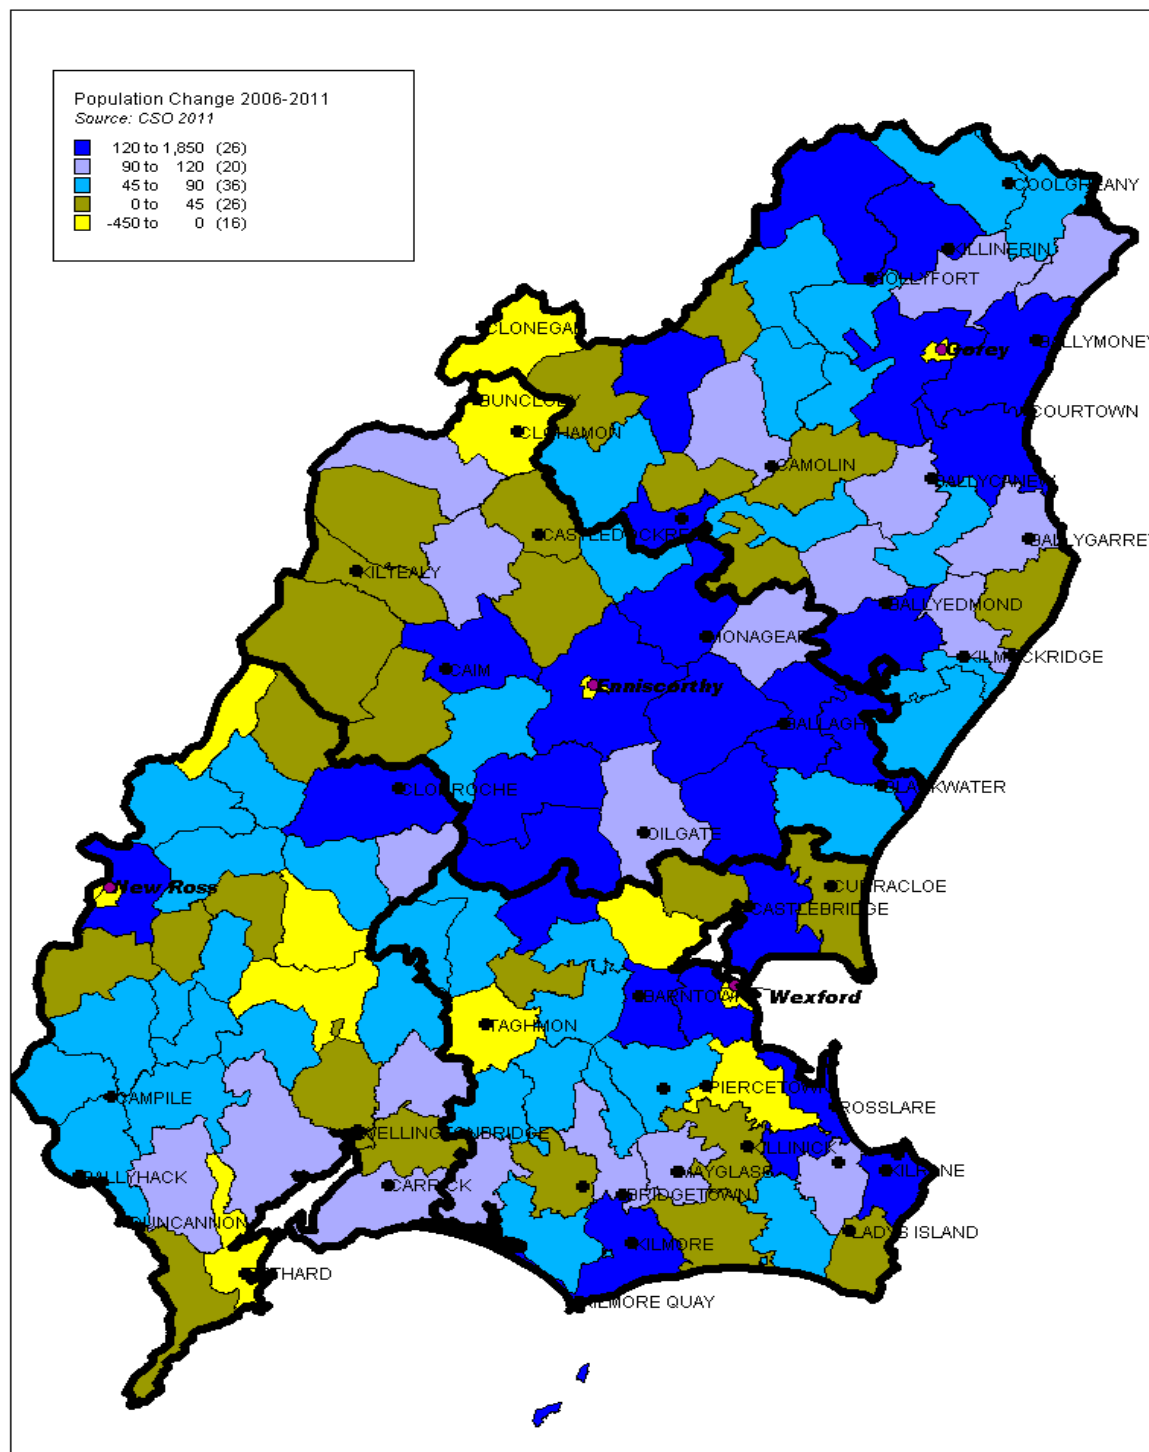 Population Change 2006-2011
Source: CSO 2011
120 to 1,850 (26)
90 to 120 (20)
45 to 90 (36)
0 to 45 (26)
-450 to 0 (16)
COOLGREANY
KILLINERIN
HOLLYFORT
CLONEGAL
BALLYMONEY
Gorey
BUNCLODY
COURTOWN
CLOHAMON
CAMOLIN
BALLYCANEW
CASTLEDOCKRE
BALLYGARRET
KILTEALY
BALLYEDMOND
MONAGEAR
KILMUCKRIDGE
CAIM
Enniscorthy
BALLAGH
BLACKWATER
CLONROCHE
OILGATE
New Ross
CURRACLOE
CASTLEBRIDGE
BARNTOWN
Wexford
TAGHMON
PIERCETOWN
CAMPILE
ROSSLARE
WELLINGTONBRIDGE
KILLINICK
BALLYHACK
MAYGLASS
KILRANE
CARRICK
BRIDGETOWN
DUNCANNON
LADYS ISLAND
KILMORE
FETHARD
KILMORE QUAY